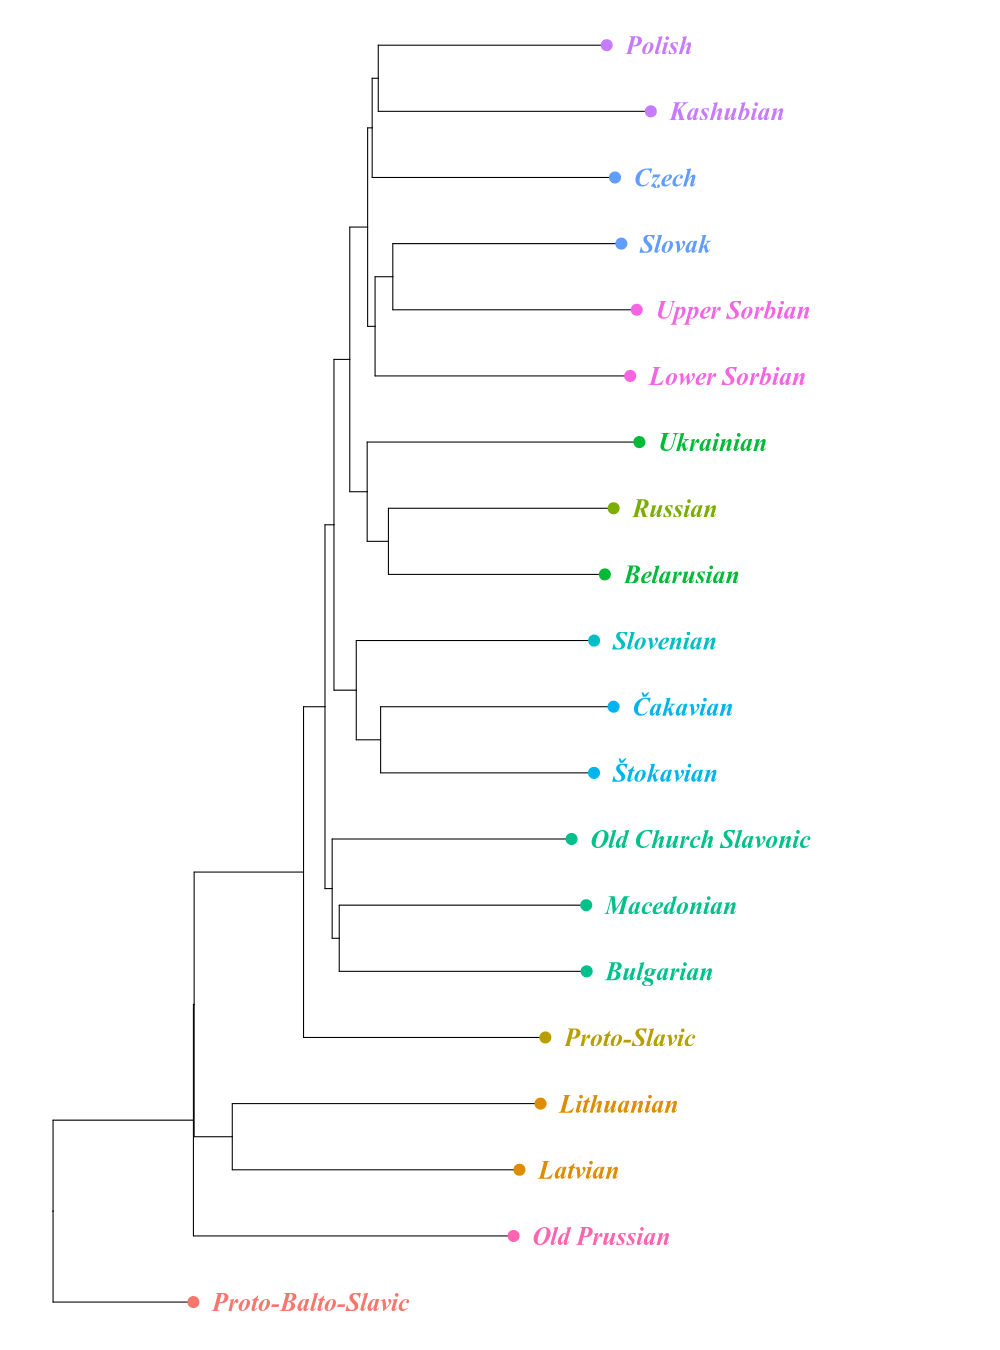 Polish
Kashubian
Czech
Slovak
Upper Sorbian
Lower Sorbian
Ukrainian
Russian
Belarusian
Slovenian
Čakavian
Štokavian
Old Church Slavonic
Macedonian
Bulgarian
Proto-Slavic
Lithuanian
Latvian
Old Prussian
Proto-Balto-Slavic